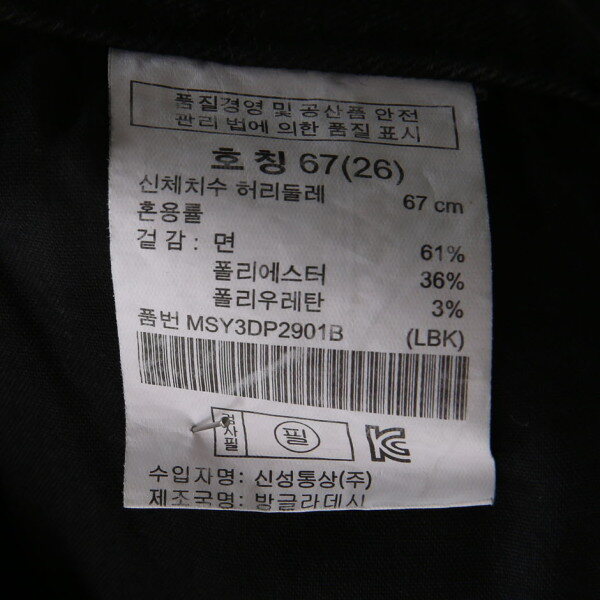 품질경영 및 공산품 안전
관리 법에 의한 품질 표시
호칭 67(26)
신체치수 허리둘레 67 cm
혼용률
겉감 : 면 61%
폴리에스터 36%
폴리우레탄 3%
품번 MSY3DP2901B (LBK)
검사필 필 KC
수입자명: 신성통상(주)
제조국명: 방글라데시